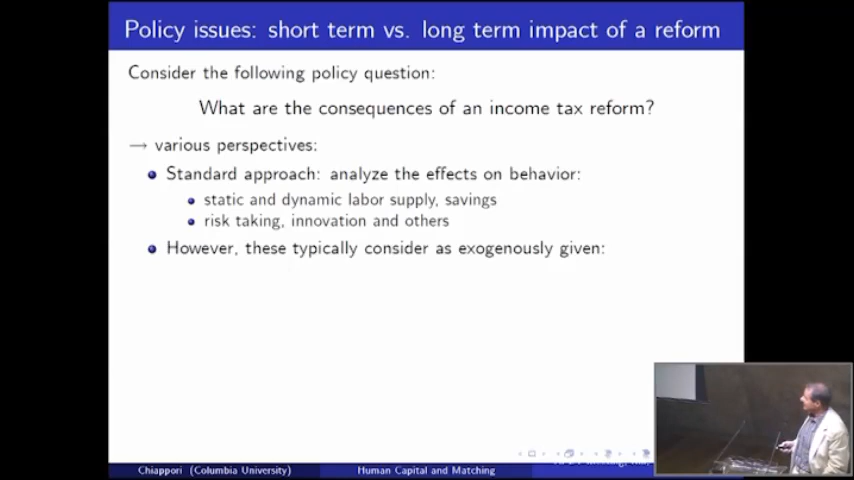 Policy issues: short term vs. long term impact of a reform
Consider the following policy question:
What are the consequences of an income tax reform?
→ various perspectives:
Standard approach: analyze the effects on behavior:
static and dynamic labor supply, savings
risk taking, innovation and others
However, these typically consider as exogenously given:
Chiappori (Columbia University)
Human Capital and Matching